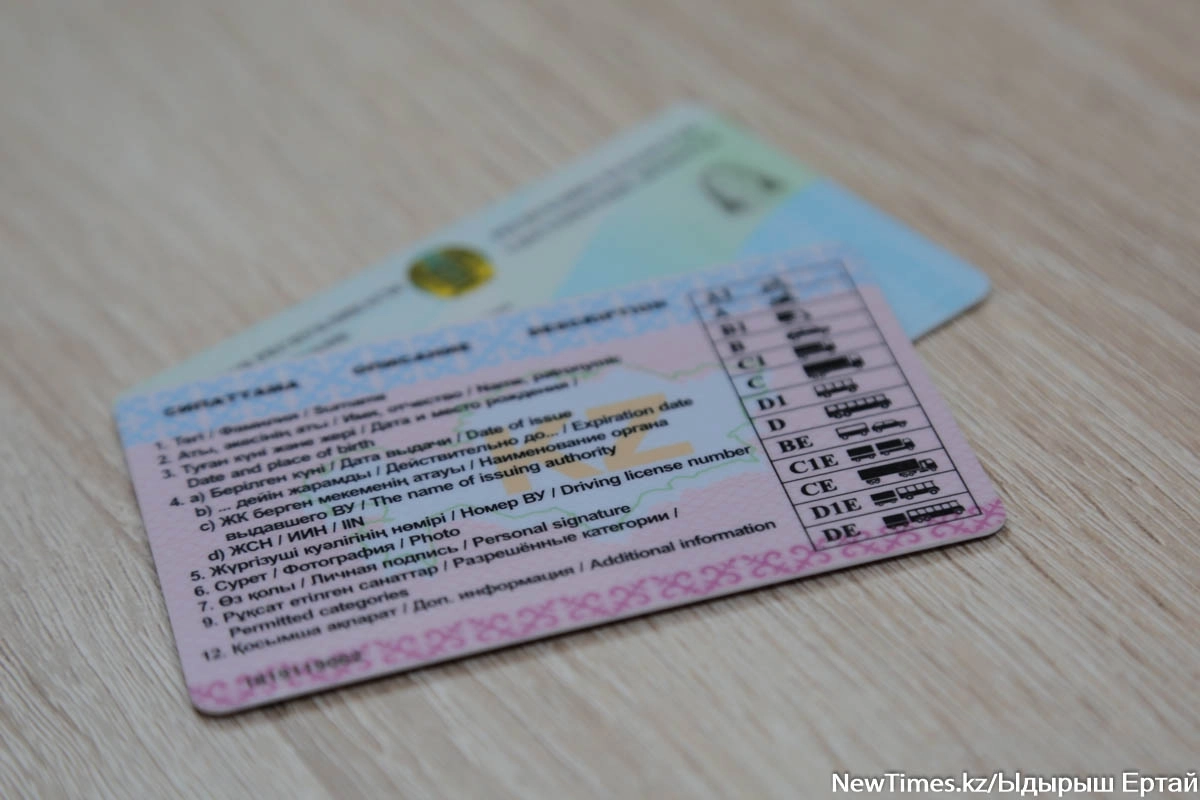 СИПАТТАМА ОПИСАНИЕ DESCRIPTION
1. Тегі / Фамилия / Surname
2. Аты, әкесінің аты / Имя, отчество / Name, patronymic
3. Туған күні және жері / Дата и место рождения /
Date and place of birth
4. a) Берілген күні / Дата выдачи / Date of issue
b) ... дейін жарамды / Действительно до... / Expiration date
c) ЖК берген мекеменің атауы / Наименование органа
выдавшего ВУ / The name of issuing authority
d) ЖСН / ИИН / IIN
5. Жүргізуші куәлігінің нөмірі / Номер ВУ / Driving license number
6. Сурет / Фотография / Photo
7. Өз қолы / Личная подпись / Personal signature
9. Рұқсат етілген санаттар / Разрешённые категории /
Permitted categories
12. Қосымша ақпарат / Доп. информация / Additional information
KZ
A1
A
B1
B
C1
C
D1
D
BE
C1E
CE
D1E
DE
NewTimes.kz/Ыдырыш Ертай